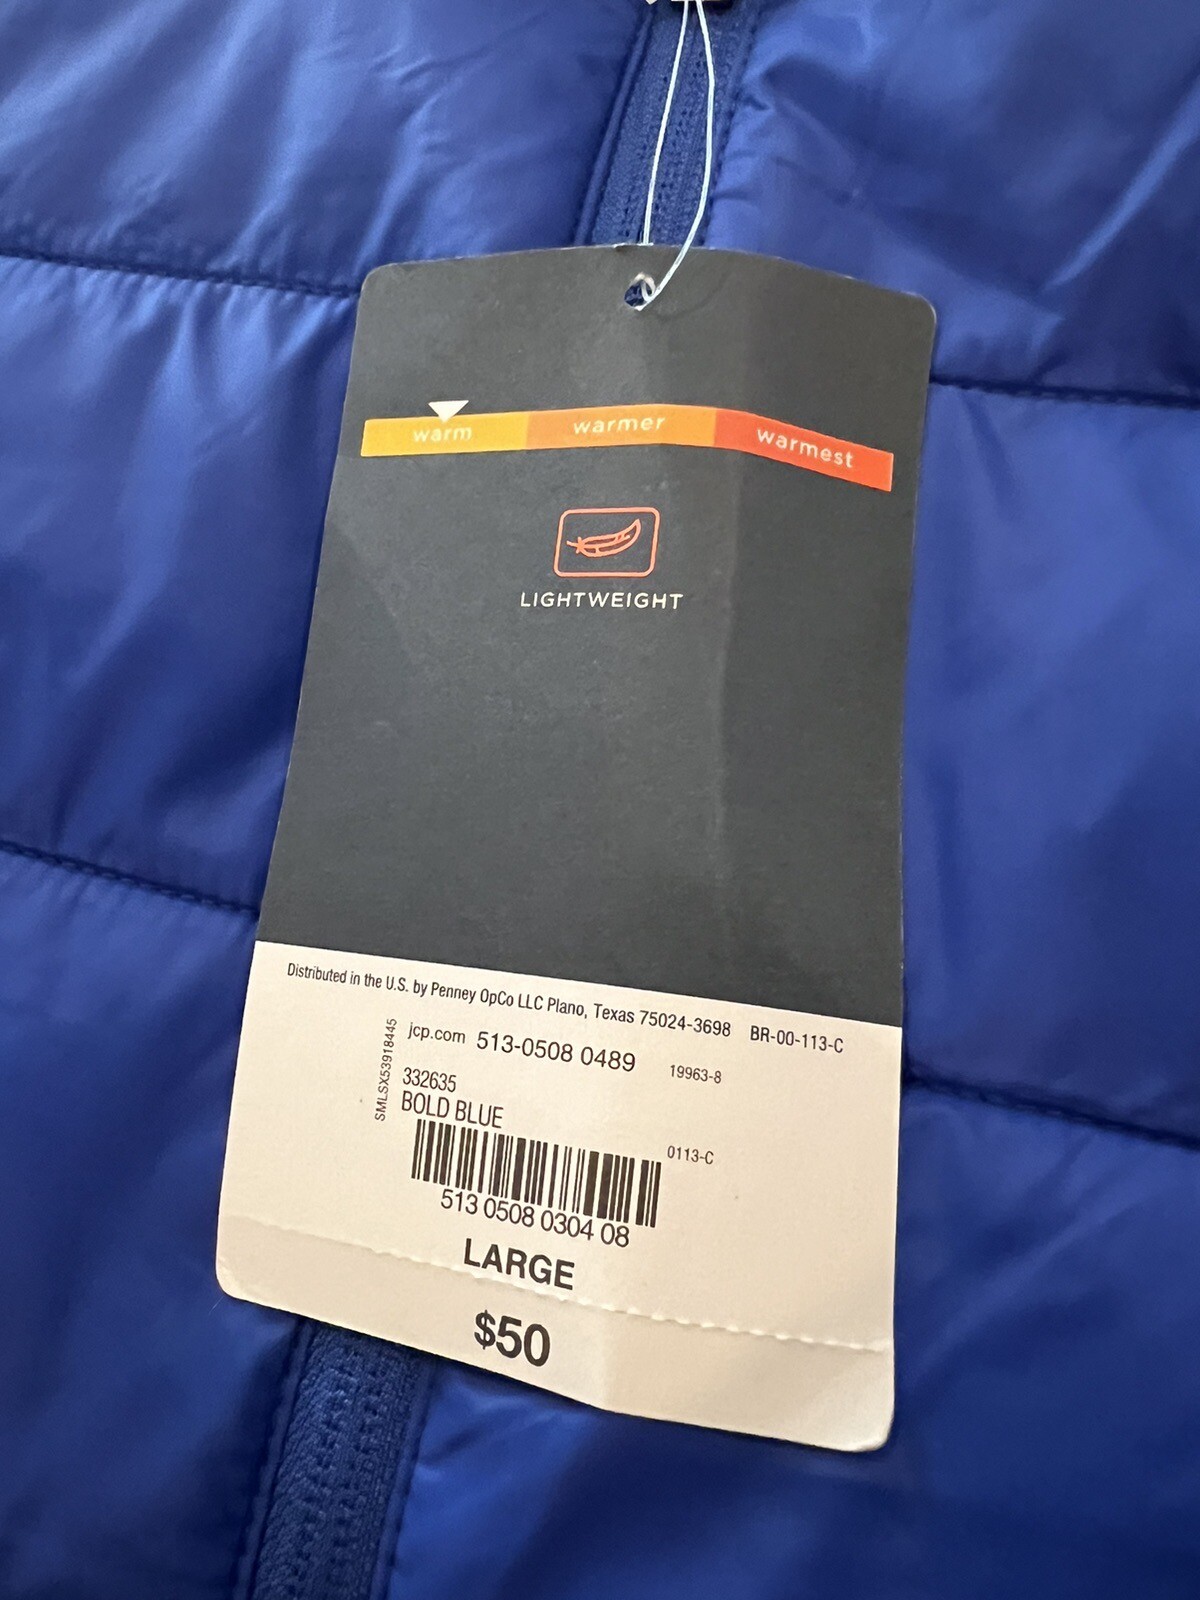 warm warmer warmest
LIGHTWEIGHT
Distributed in the U.S. by Penney OpCo LLC Plano, Texas 75024-3698 BR-00-113-C
jcp.com 513-0508 0489 19963-8
SMLSX53918445
332635
BOLD BLUE
0113-C
513 0508 0304 08
LARGE
$50